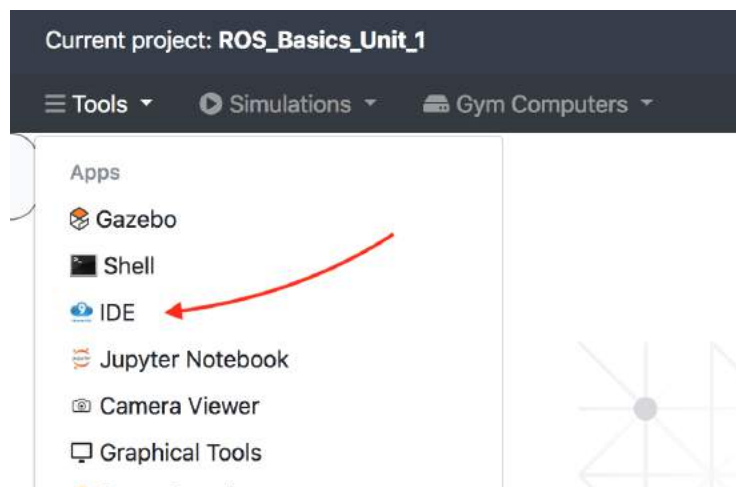 Current project: ROS_Basics_Unit_1
Tools Simulations Gym Computers
Apps
Gazebo
Shell
IDE
Jupyter Notebook
Camera Viewer
Graphical Tools